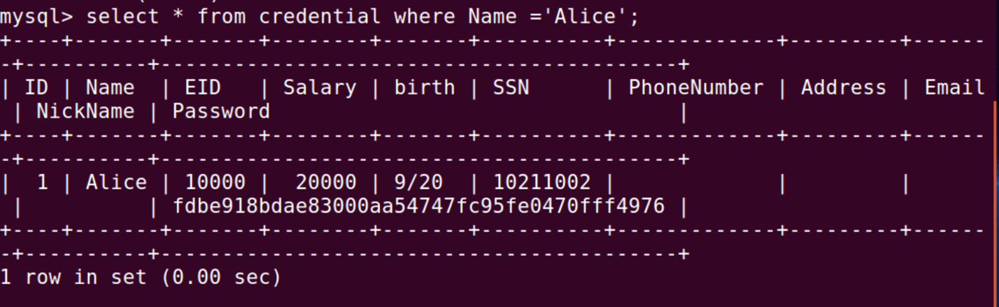 mysql> select * from credential where Name ='Alice';
+----+-------+-------+--------+-------+----------+-------------+---------+------
-+----------+------------------------------------------+
| ID | Name  | EID   | Salary | birth | SSN      | PhoneNumber | Address | Email
 | NickName | Password                                 |
+----+-------+-------+--------+-------+----------+-------------+---------+------
-+----------+------------------------------------------+
|  1 | Alice | 10000 |  20000 | 9/20  | 10211002 |             |         |
 |          | fdbe918bdae83000aa54747fc95fe0470fff4976 |
+----+-------+-------+--------+-------+----------+-------------+---------+------
-+----------+------------------------------------------+
1 row in set (0.00 sec)